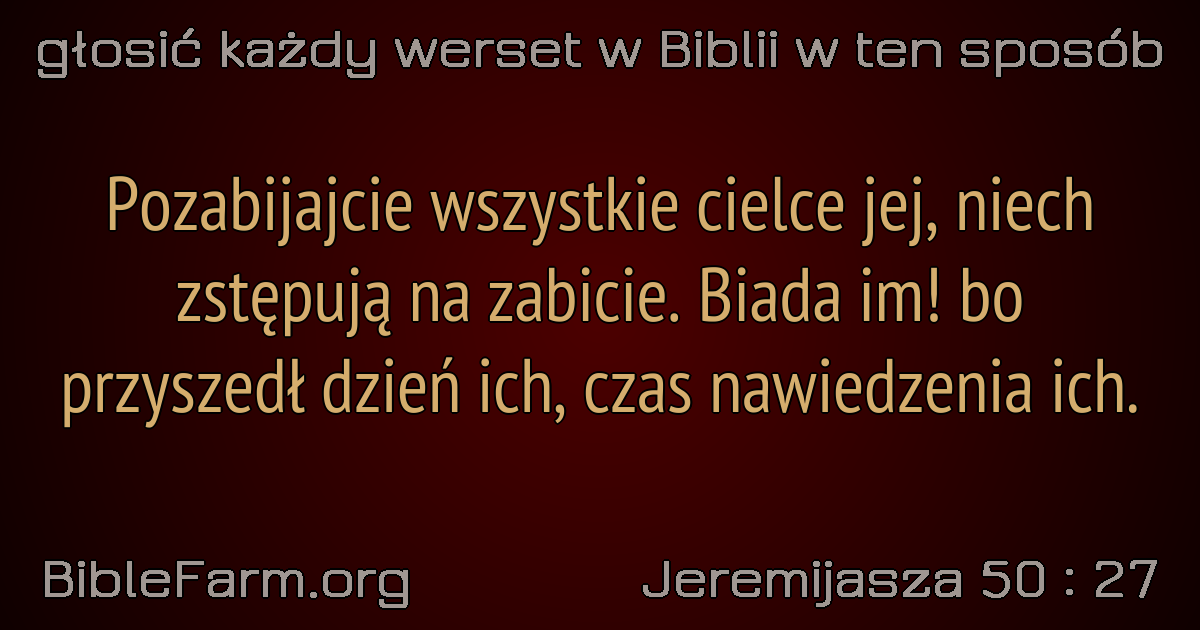 głosić każdy werset w Biblii w ten sposób
Pozabijajcie wszystkie cielce jej, niech
zstępują na zabicie. Biada im! bo
przyszedł dzień ich, czas nawiedzenia ich.
BibleFarm.org
Jeremijasza 50 : 27